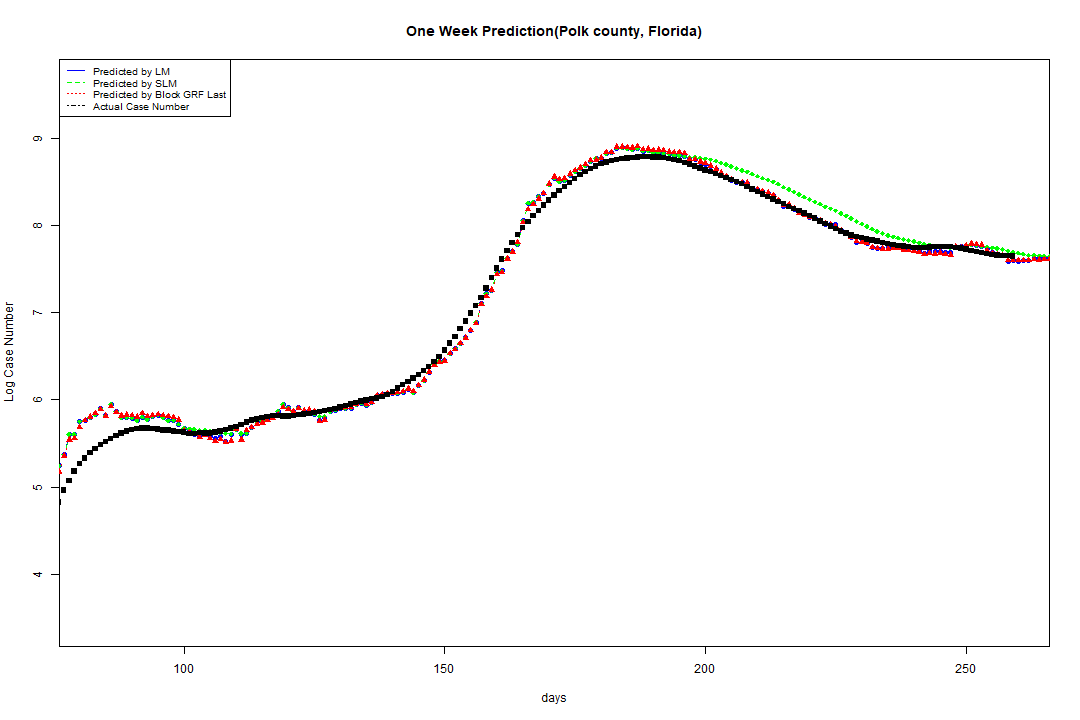 One Week Prediction(Polk county, Florida)
Predicted by LM
Predicted by SLM
Predicted by Block GRF Last
Actual Case Number
9
8
7
6
5
4
Log Case Number
100 150 200 250
days